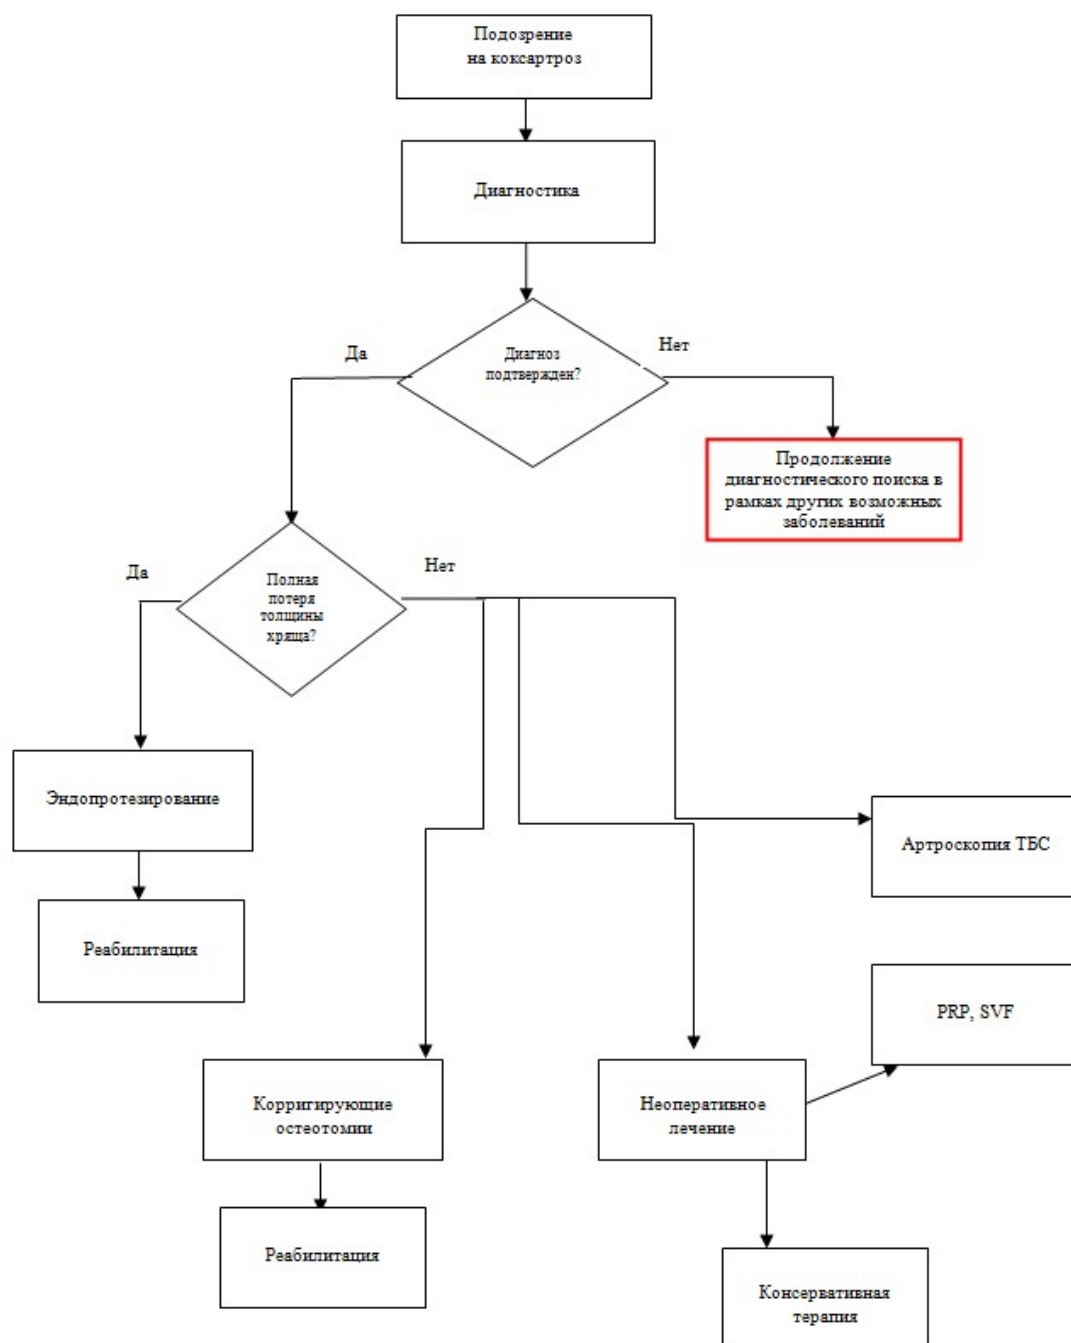 Подозрение
на коксартроз
Диагностика
Да
Диагноз
подтвержден?
Нет
Продолжение
диагностического поиска в
рамках других возможных
заболеваний
Да
Полная
потеря
толщины
хряща?
Нет
Эндопротезирование
Артроскопия ТБС
Реабилитация
PRP, SVF
Корригирующие
остеотомии
Неоперативное
лечение
Реабилитация
Консервативная
терапия